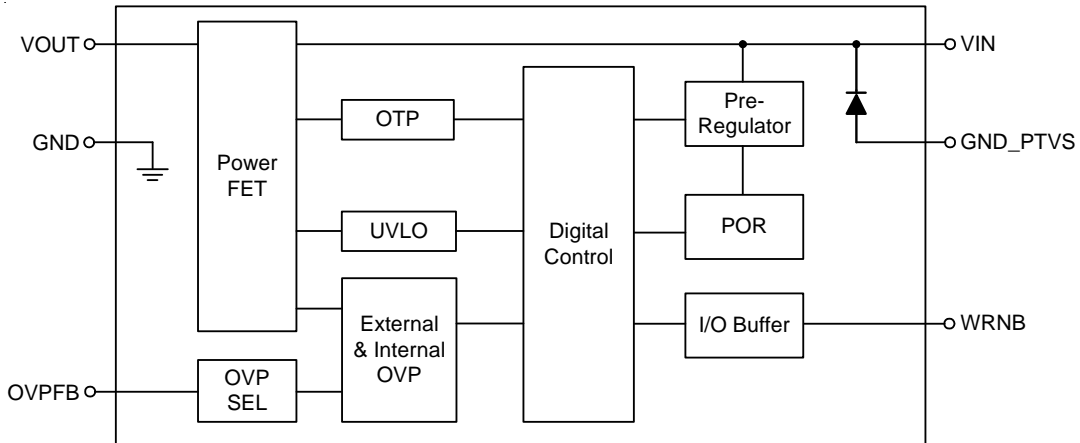 VOUT
VIN
OTP
Pre-
Regulator
GND
GND_PTVS
Power
FET
UVLO
Digital
Control
POR
External
& Internal
OVP
I/O Buffer
WRNB
OVPFB
OVP
SEL